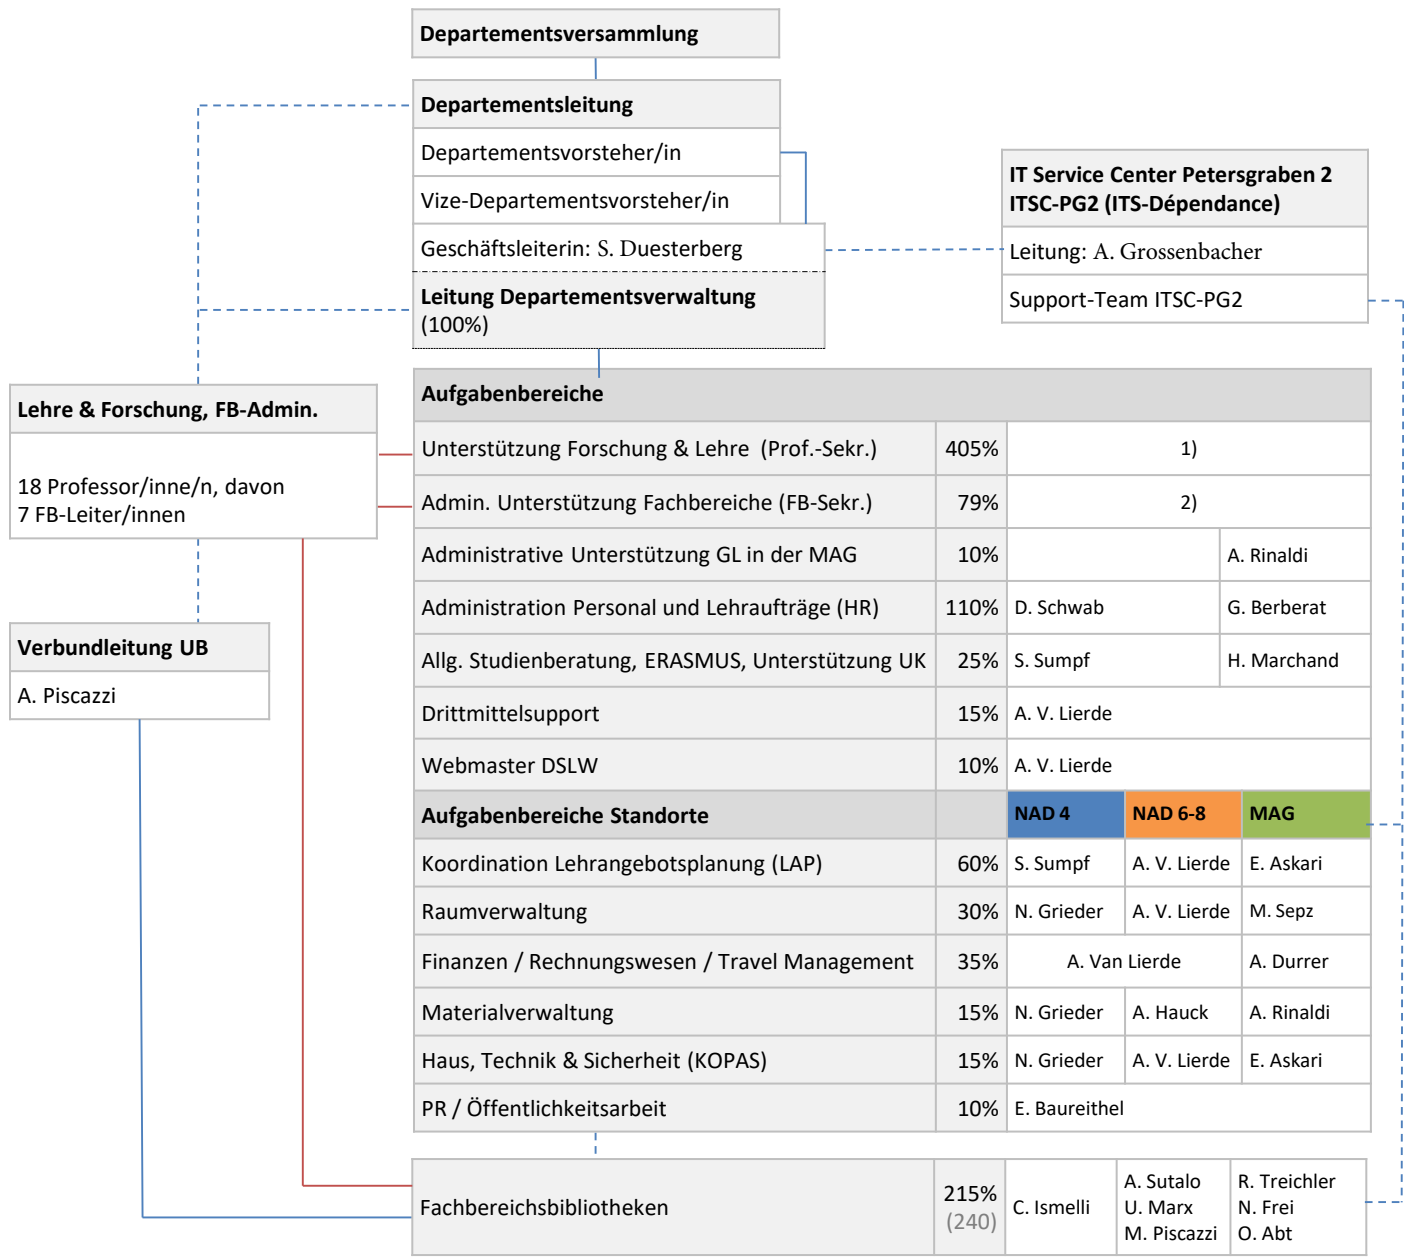 Departementsversammlung
Departementsleitung
Departementsvorsteher/in
Vize-Departementsvorsteher/in
Geschäftsleiterin: S. Duesterberg
Leitung Departementsverwaltung
(100%)
IT Service Center Petersgraben 2
ITSC-PG2 (ITS-Dépendance)
Leitung: A. Grossenbacher
Support-Team ITSC-PG2
Lehre & Forschung, FB-Admin.
18 Professor/inne/n, davon
7 FB-Leiter/innen
Verbundleitung UB
A. Piscazzi
Aufgabenbereiche
Unterstützung Forschung & Lehre (Prof.-Sekr.) 405% 1)
Admin. Unterstützung Fachbereiche (FB-Sekr.) 79% 2)
Administrative Unterstützung GL in der MAG 10% A. Rinaldi
Administration Personal und Lehraufträge (HR) 110% D. Schwab G. Berberat
Allg. Studienberatung, ERASMUS, Unterstützung UK 25% S. Sumpf H. Marchand
Drittmittelsupport 15% A. V. Lierde
Webmaster DSLW 10% A. V. Lierde
Aufgabenbereiche Standorte NAD 4 NAD 6-8 MAG
Koordination Lehrangebotsplanung (LAP) 60% S. Sumpf A. V. Lierde E. Askari
Raumverwaltung 30% N. Grieder A. V. Lierde M. Sepz
Finanzen / Rechnungswesen / Travel Management 35% A. Van Lierde A. Durrer
Materialverwaltung 15% N. Grieder A. Hauck A. Rinaldi
Haus, Technik & Sicherheit (KOPAS) 15% N. Grieder A. V. Lierde E. Askari
PR / Öffentlichkeitsarbeit 10% E. Baureithel
Fachbereichsbibliotheken
215%
(240)
C. Ismelli
A. Sutalo
U. Marx
M. Piscazzi
R. Treichler
N. Frei
O. Abt